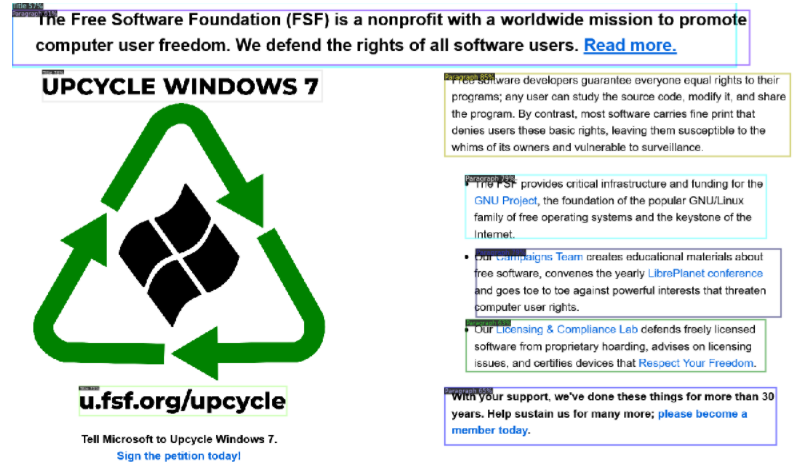 Title 57%
The Free Software Foundation (FSF) is a nonprofit with a worldwide mission to promote
computer user freedom. We defend the rights of all software users. Read more.
UPCYCLE WINDOWS 7
u.fsf.org/upcycle
Tell Microsoft to Upcycle Windows 7.
Sign the petition today!
Paragraph 85%
Free software developers guarantee everyone equal rights to their
programs; any user can study the source code, modify it, and share
the program. By contrast, most software carries fine print that
denies users these basic rights, leaving them susceptible to the
whims of its owners and vulnerable to surveillance.
Paragraph 79%
• The FSF provides critical infrastructure and funding for the
GNU Project, the foundation of the popular GNU/Linux
family of free operating systems and the keystone of the
Internet.
• Our Campaigns Team creates educational materials about
free software, convenes the yearly LibrePlanet conference
and goes toe to toe against powerful interests that threaten
computer user rights.
• Our Licensing & Compliance Lab defends freely licensed
software from proprietary hoarding, advises on licensing
issues, and certifies devices that Respect Your Freedom.
With your support, we've done these things for more than 30
years. Help sustain us for many more; please become a
member today.